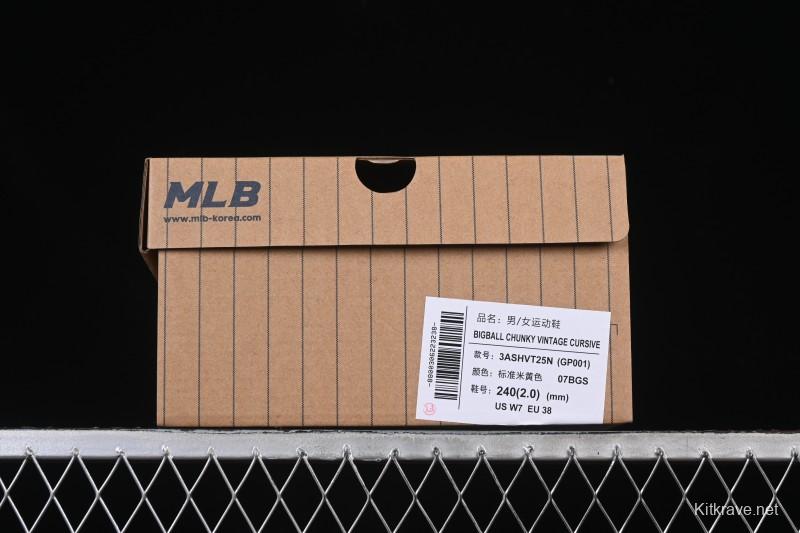 MLB
www.mlb-korea.com
品名：男/女运动鞋
BIGBALL CHUNKY VINTAGE CURSIVE
款号：3ASHVT25N (GP001)
颜色：标准米黄色 07BGS
鞋号：240(2.0) (mm)
US W7 EU 38
-8800306223238-
13
Kitkrave.net